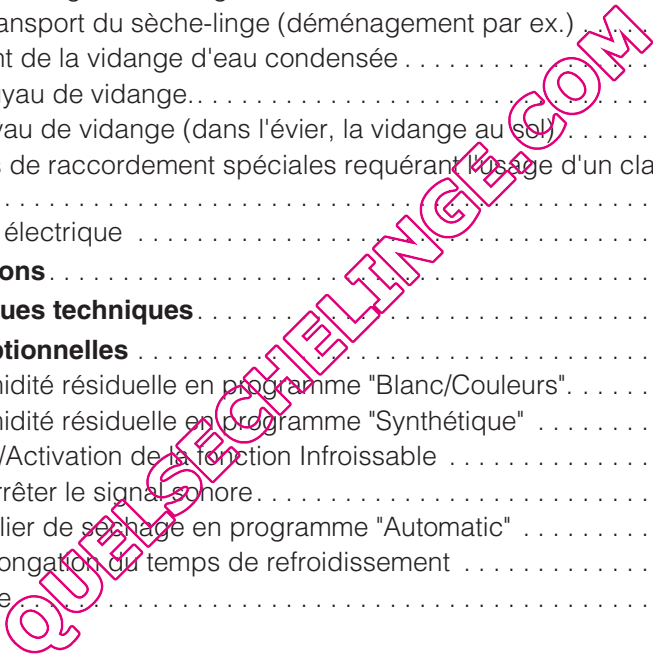 ansport du sèche-linge (déménagement par ex.) . . . . .
nt de la vidange d'eau condensée . . . . . . . . . . . . . . . . . . . . .
yau de vidange.. . . . . . . . . . . . . . . . . . . . . . . . . . . . . . . . . . . . .
yau de vidange (dans l'évier, la vidange au sol) . . . . . . .
s de raccordement spéciales requérant l'usage d'un cla
. . . . . . . . . . . . . . . . . . . . . . . . . . . . . . . . . . . . . . . . . . . . . . . . . .
électrique . . . . . . . . . . . . . . . . . . . . . . . . . . . . . . . . . . . . . . . . .
ons . . . . . . . . . . . . . . . . . . . . . . . . . . . . . . . . . . . . . . . . . . . . . . .
ues techniques . . . . . . . . . . . . . . . . . . . . . . . . . . . . . . . . . . .
otionnelles . . . . . . . . . . . . . . . . . . . . . . . . . . . . . . . . . . . . . . . .
nidité résiduelle en programme "Blanc/Couleurs". . . . . . .
nidité résiduelle en programme "Synthétique" . . . . . . . . .
/Activation de la fonction Infroissable . . . . . . . . . . . . . . . . .
rrêter le signal sonore . . . . . . . . . . . . . . . . . . . . . . . . . . . . . . .
lier de séchage en programme "Automatic" . . . . . . . . . . .
ongation du temps de refroidissement . . . . . . . . . . . . . . . .
e . . . . . . . . . . . . . . . . . . . . . . . . . . . . . . . . . . . . . . . . . . . . . . . . .
QUELSECHELINGE.COM